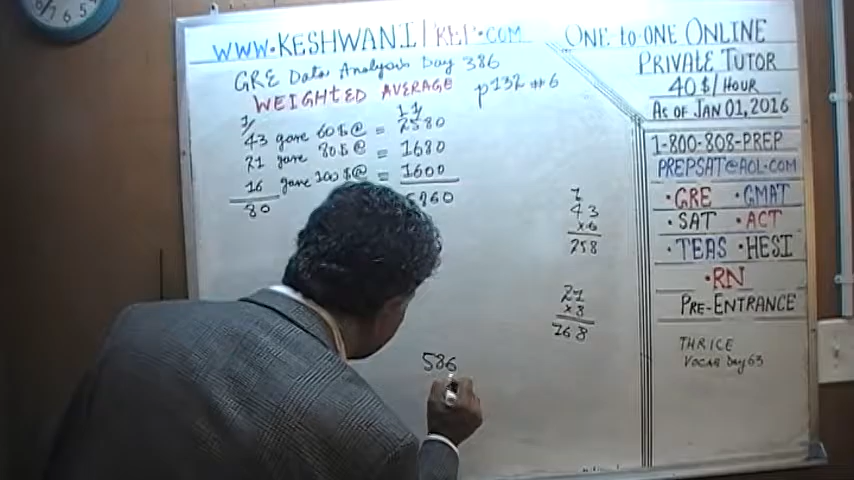 WWW.KESHWANI PREP.COM
GRE Data Analysis Day 386
WEIGHTED AVERAGE p132 #6
1
43 gave 60$@ = 2580
21 gave 80$@ = 1680
16 gave 100$@ = 1600
80 5860
1
43
x6
258
21
x8
168
586
ONE to ONE ONLINE
PRIVATE TUTOR
40$/HOUR
AS OF JAN 01, 2016
1-800-808-PREP
PREPSAT@AOL.COM
•GRE •GMAT
•SAT •ACT
•TEAS •HESI
•RN
PRE-ENTRANCE
THRICE
VOCAB Day 63